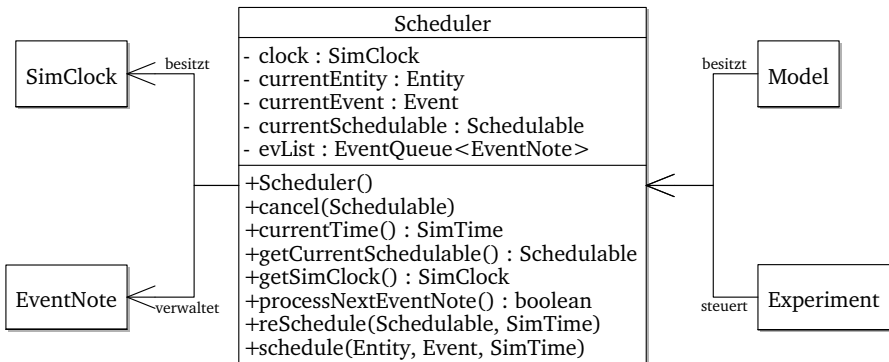 Scheduler
- clock : SimClock
- currentEntity : Entity
- currentEvent : Event
- currentSchedulable : Schedulable
- evList : EventQueue<EventNote>
+Scheduler()
+cancel(Schedulable)
+currentTime() : SimTime
+getCurrentSchedulable() : Schedulable
+getSimClock() : SimClock
+processNextEventNote() : boolean
+reSchedule(Schedulable, SimTime)
+schedule(Entity, Event, SimTime)
SimClock
besitzt
EventNote
verwaltet
besitzt
Model
steuert
Experiment